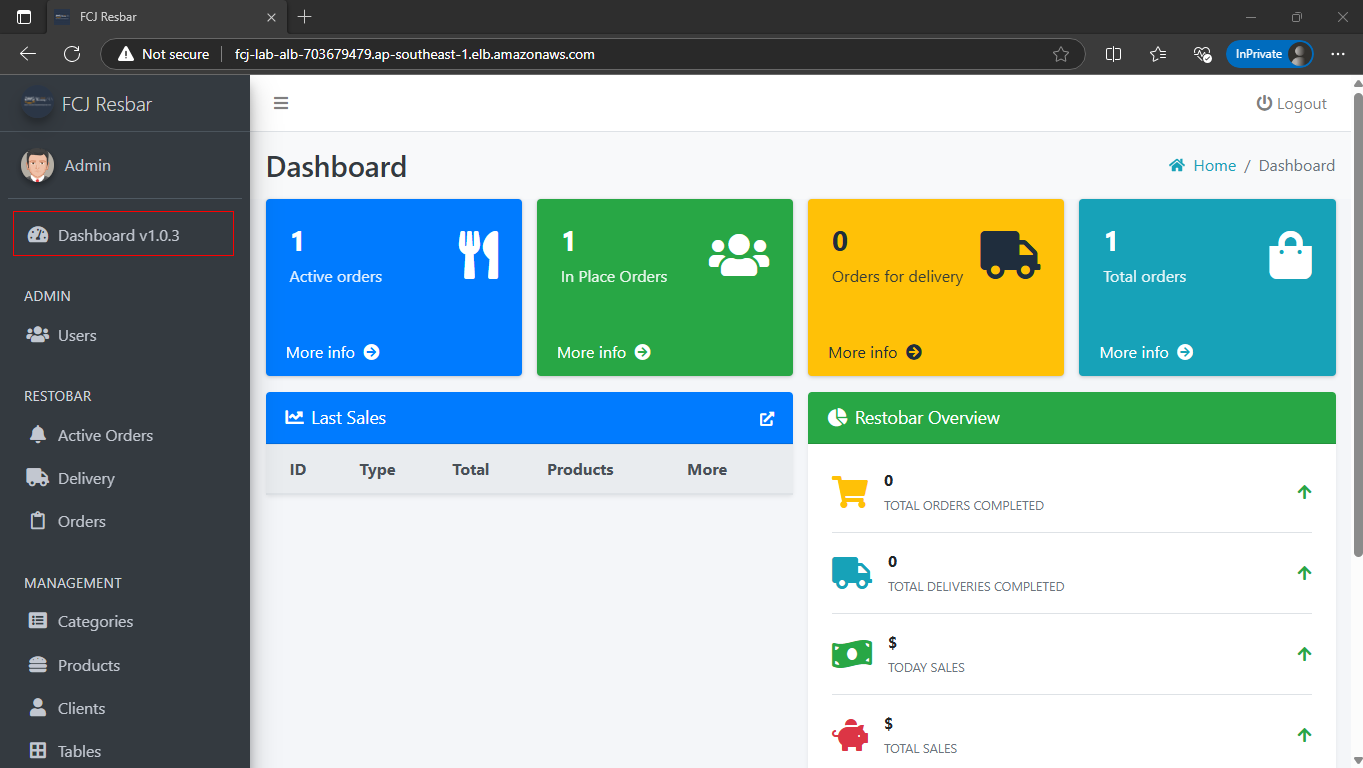 FCJ Resbar
Not secure
fcj-lab-alb-703679479.ap-southeast-1.elb.amazonaws.com
InPrivate
FCJ Resbar
Logout
Admin
Dashboard
Home / Dashboard
Dashboard v1.0.3
ADMIN
Users
RESTOBAR
Active Orders
Delivery
Orders
MANAGEMENT
Categories
Products
Clients
Tables
1
Active orders
More info
1
In Place Orders
More info
0
Orders for delivery
More info
1
Total orders
More info
Last Sales
ID Type Total Products More
Restobar Overview
0
TOTAL ORDERS COMPLETED
0
TOTAL DELIVERIES COMPLETED
$
TODAY SALES
$
TOTAL SALES